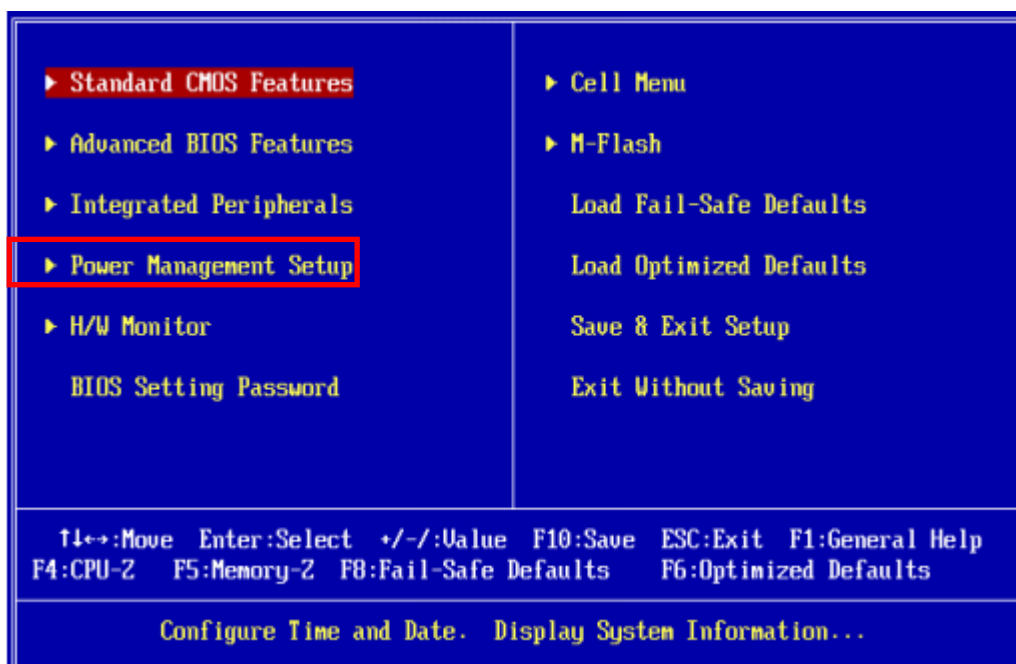 ▶ Standard CMOS Features
▶ Advanced BIOS Features
▶ Integrated Peripherals
▶ Power Management Setup
▶ H/W Monitor
BIOS Setting Password
▶ Cell Menu
▶ M-Flash
Load Fail-Safe Defaults
Load Optimized Defaults
Save & Exit Setup
Exit Without Saving
↑↓←→:Move Enter:Select +/-/:Value F10:Save ESC:Exit F1:General Help
F4:CPU-Z F5:Memory-Z F8:Fail-Safe Defaults F6:Optimized Defaults
Configure Time and Date. Display System Information...